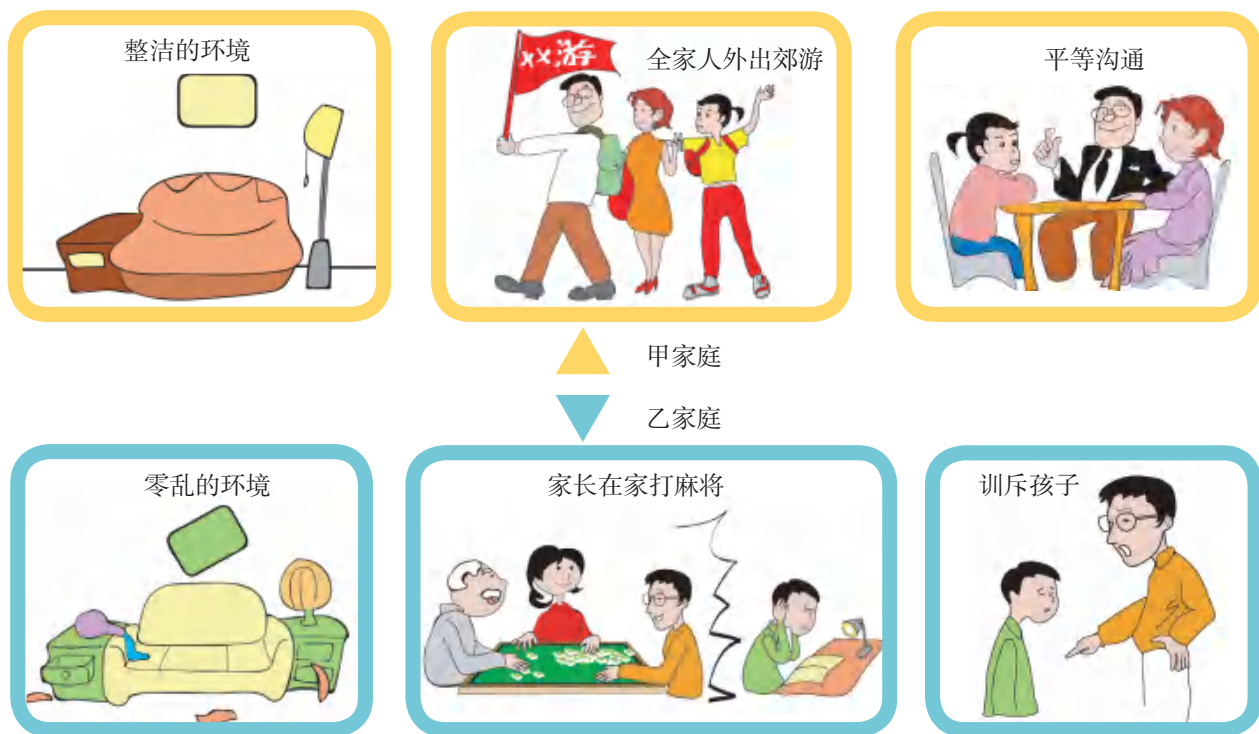 整洁的环境
××游
全家人外出郊游
平等沟通
甲家庭
乙家庭
零乱的环境
家长在家打麻将
训斥孩子